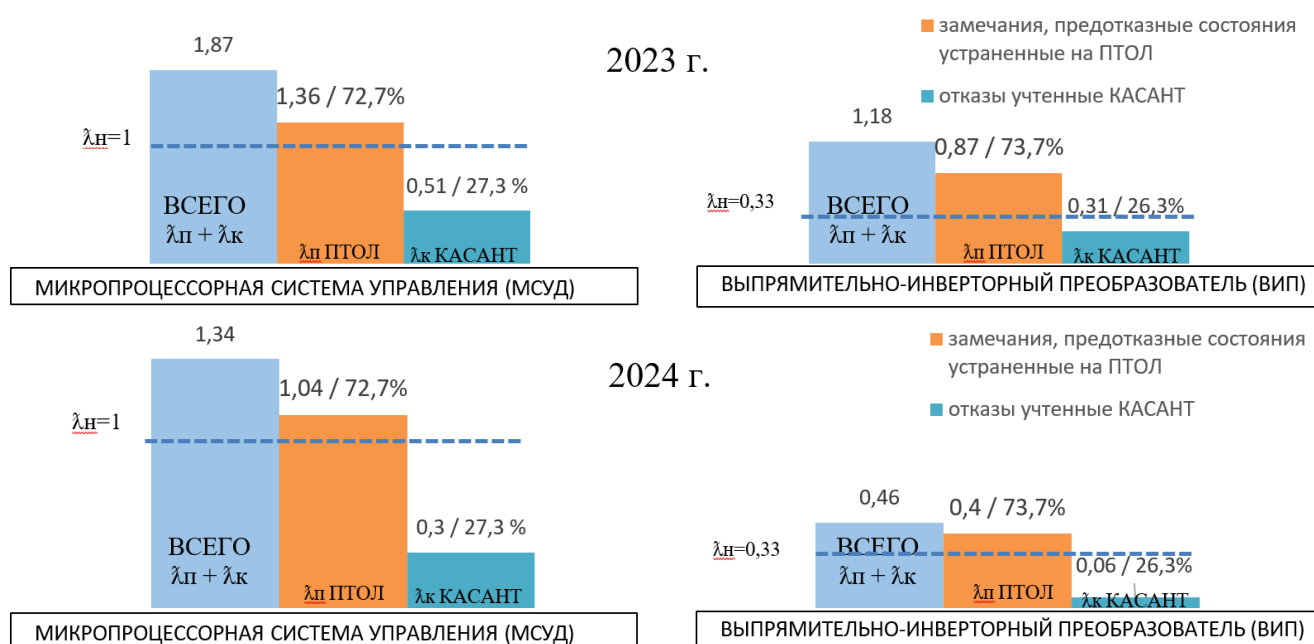 2023 г.
1,87
1,36 / 72,7%
λн=1
0,51 / 27,3 %
ВСЕГО
λп + λк
λп ПТОЛ
λк КАСАНТ
МИКРОПРОЦЕССОРНАЯ СИСТЕМА УПРАВЛЕНИЯ (МСУД)
замечания, предотказные состояния
устраненные на ПТОЛ
отказы учтенные КАСАНТ
1,18
0,87 / 73,7%
λн=0,33
0,31 / 26,3%
ВСЕГО
λп + λк
λп ПТОЛ
λк КАСАНТ
ВЫПРЯМИТЕЛЬНО-ИНВЕРТОРНЫЙ ПРЕОБРАЗОВАТЕЛЬ (ВИП)
2024 г.
1,34
1,04 / 72,7%
λн=1
0,3 / 27,3 %
ВСЕГО
λп + λк
λп ПТОЛ
λк КАСАНТ
МИКРОПРОЦЕССОРНАЯ СИСТЕМА УПРАВЛЕНИЯ (МСУД)
замечания, предотказные состояния
устраненные на ПТОЛ
отказы учтенные КАСАНТ
0,46
0,4 / 73,7%
λн=0,33
0,06 / 26,3%
ВСЕГО
λп + λк
λп ПТОЛ
λк КАСАНТ
ВЫПРЯМИТЕЛЬНО-ИНВЕРТОРНЫЙ ПРЕОБРАЗОВАТЕЛЬ (ВИП)